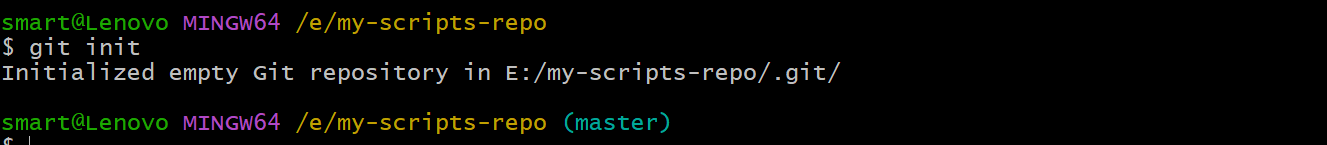 smart@Lenovo MINGW64 /e/my-scripts-repo
$ git init
Initialized empty Git repository in E:/my-scripts-repo/.git/
smart@Lenovo MINGW64 /e/my-scripts-repo (master)
$